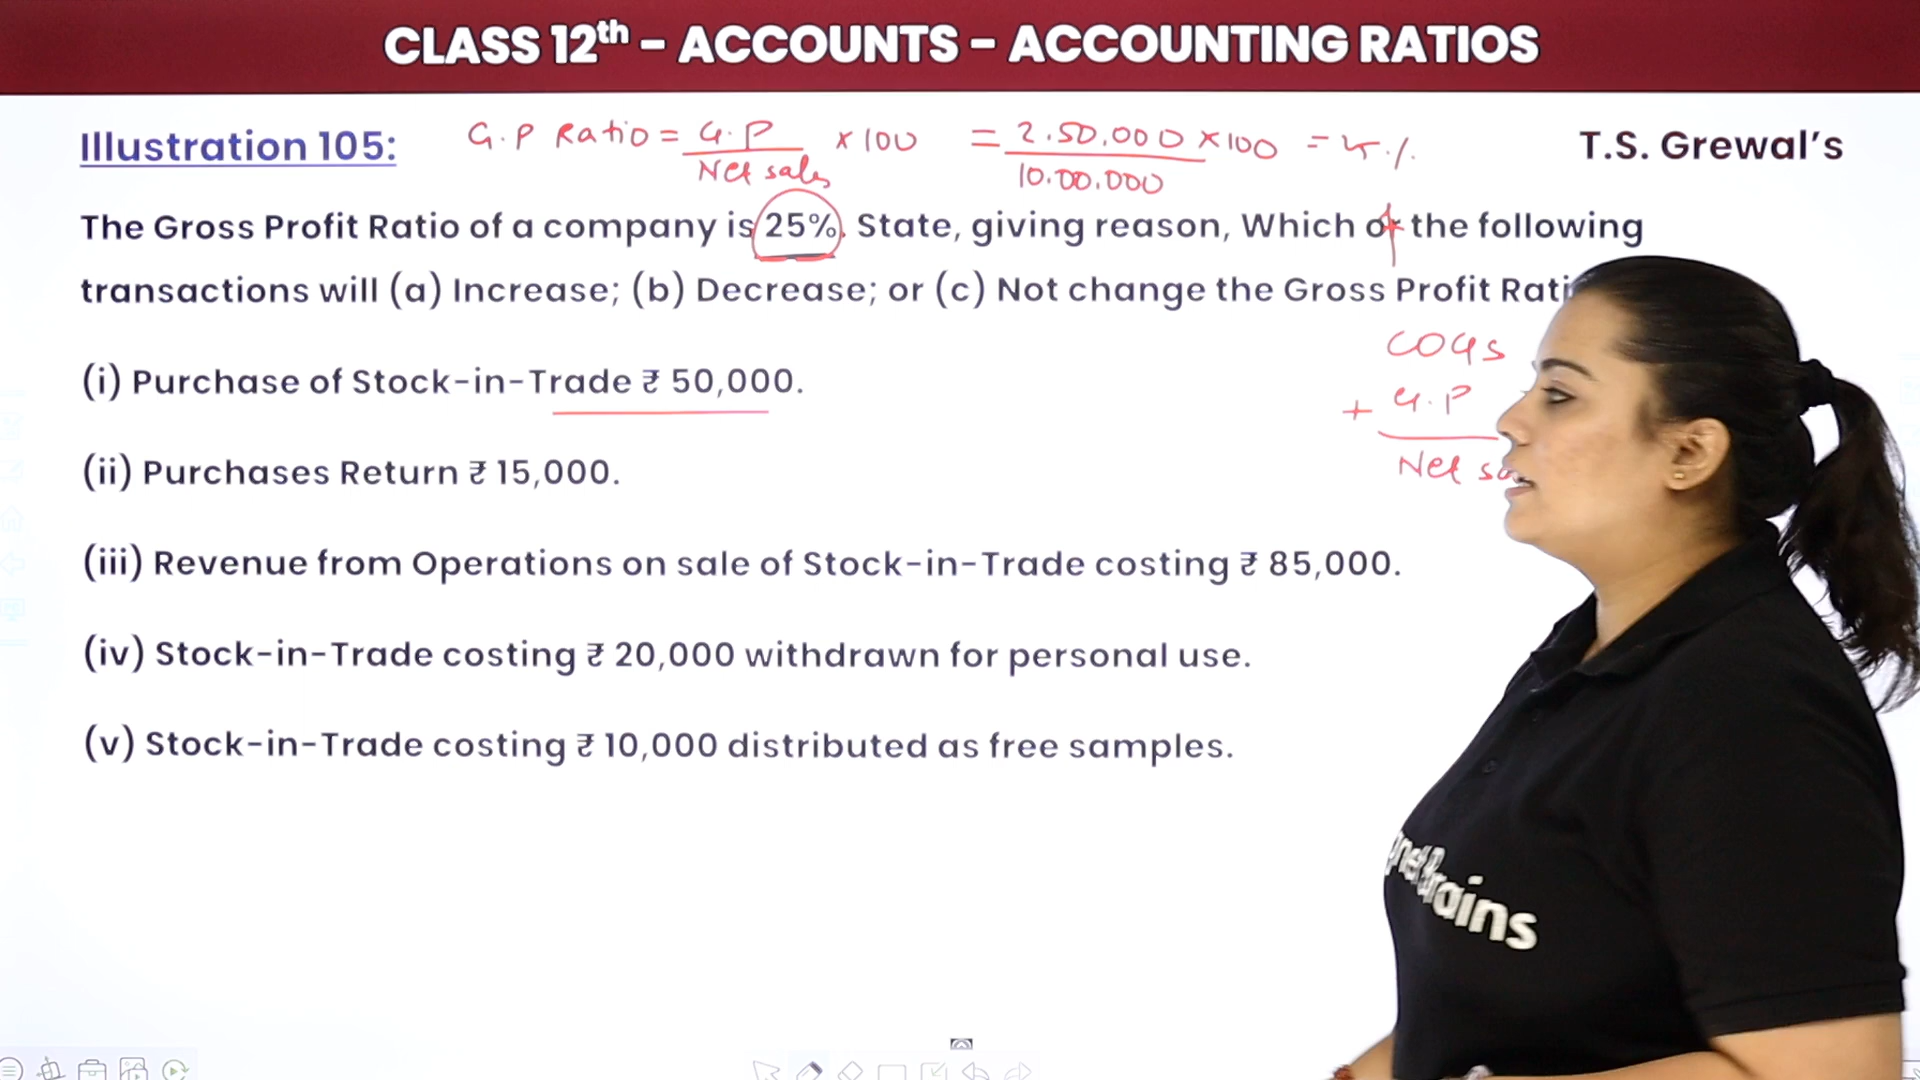 CLASS 12th - ACCOUNTS - ACCOUNTING RATIOS
Illustration 105:
G.P Ratio = G.P / Net sales × 100 = 2.50.000 × 100 / 10.00.000 =
T.S. Grewal's
The Gross Profit Ratio of a company is 25%. State, giving reason, Which of the following
transactions will (a) Increase; (b) Decrease; or (c) Not change the Gross Profit
(i) Purchase of Stock-in-Trade ₹ 50,000.
COGS
+ G.P
Net
(ii) Purchases Return ₹ 15,000.
(iii) Revenue from Operations on sale of Stock-in-Trade costing ₹ 85,000.
(iv) Stock-in-Trade costing ₹ 20,000 withdrawn for personal use.
(v) Stock-in-Trade costing ₹ 10,000 distributed as free samples.